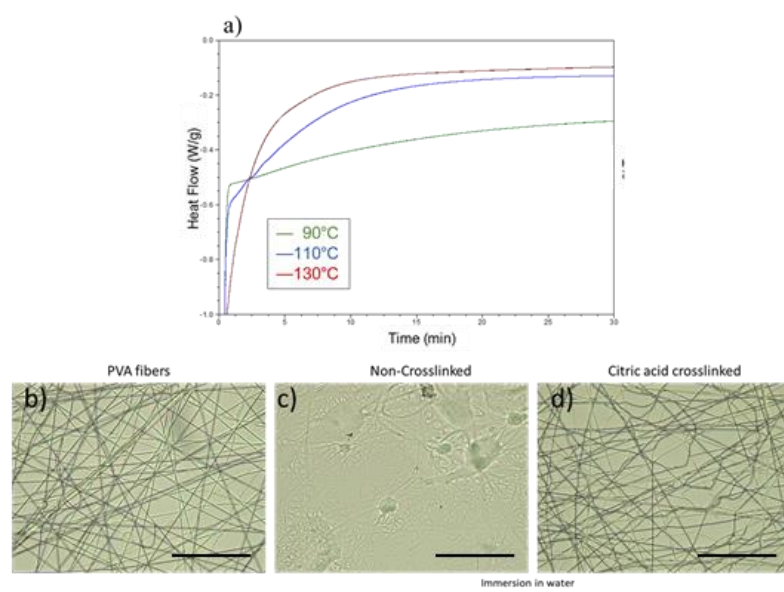 a)
0.0
-0.2
-0.4
-0.6
-0.8
-1.0
Heat Flow (W/g)
90°C
110°C
130°C
0 5 10 15 20 25 30
Time (min)
PVA fibers
Non-Crosslinked
Citric acid crosslinked
b)
c)
d)
Immersion in water